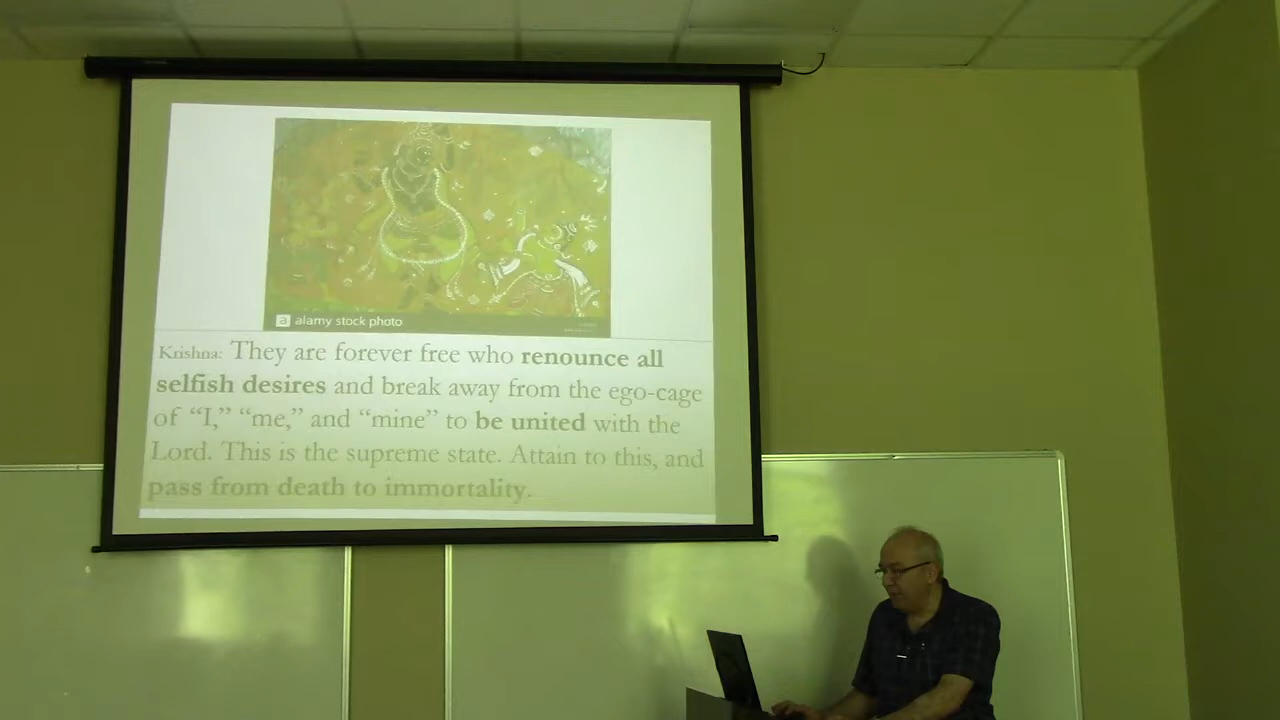 a alamy stock photo
Krishna: They are forever free who renounce all
selfish desires and break away from the ego-cage
of “I,” “me,” and “mine” to be united with the
Lord. This is the supreme state. Attain to this, and
pass from death to immortality.